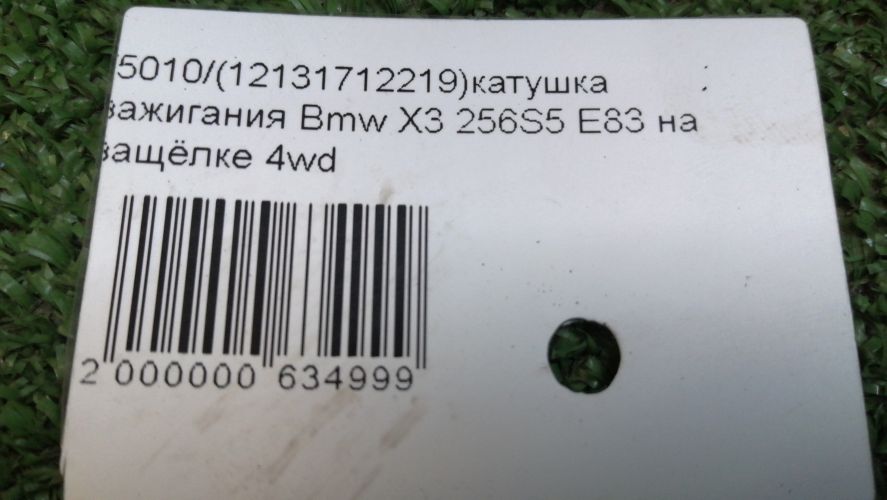 5010/(12131712219)катушка
зажигания Bmw X3 256S5 E83 на
защёлке 4wd
2 000000 634999